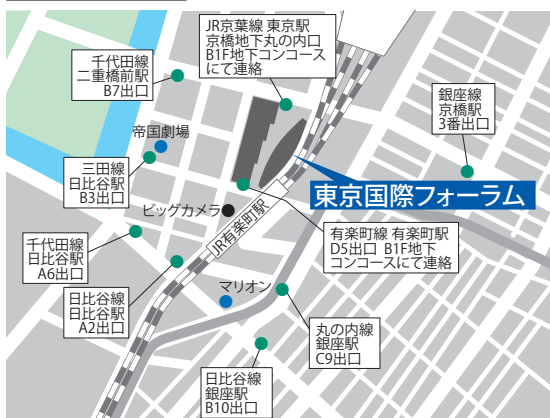 JR京葉線 東京駅
京橋地下丸の内口
B1F地下コンコース
にて連絡
千代田線
二重橋前駅
B7出口
銀座線
京橋駅
3番出口
帝国劇場
三田線
日比谷駅
B3出口
東京国際フォーラム
ビッグカメラ
JR有楽町駅
有楽町線 有楽町駅
D5出口 B1F地下
コンコースにて連絡
千代田線
日比谷駅
A6出口
日比谷線
日比谷駅
A2出口
マリオン
丸の内線
銀座駅
C9出口
日比谷線
銀座駅
B10出口